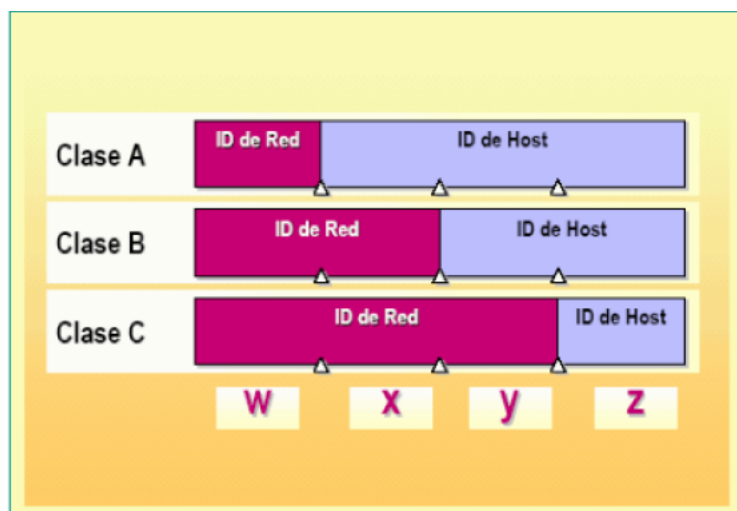 Clase A
ID de Red
ID de Host
Clase B
ID de Red
ID de Host
Clase C
ID de Red
ID de Host
w x y z